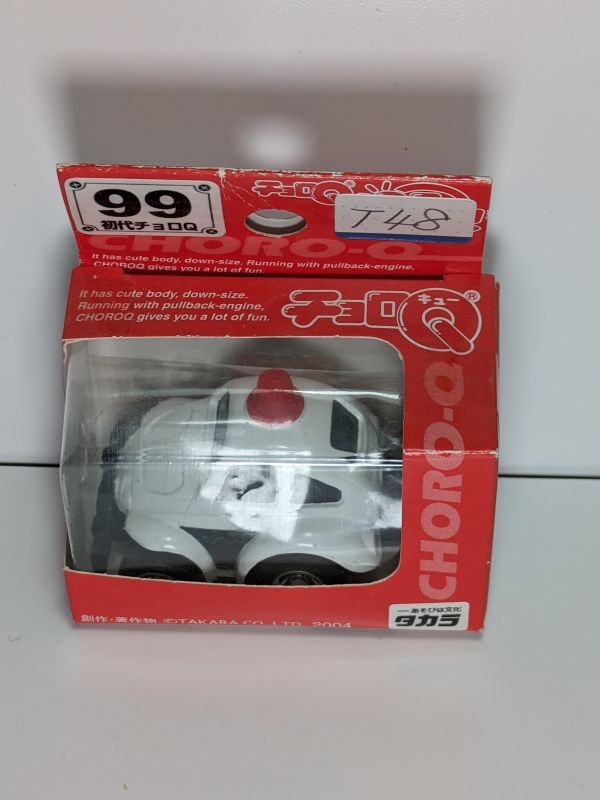 99
初代チョロQ
チョロQ
T48
CHORO-Q
It has cute body, down-size. Running with pullback-engine,
CHOROQ gives you a lot of fun.
It has cute body, down-size.
Running with pullback-engine,
CHOROQ gives you a lot of fun.
チョロQ
キュー
®
CHORO-Q
あそびは文化
タカラ
創作・著作物 ©TAKARA CO.,LTD. 2004